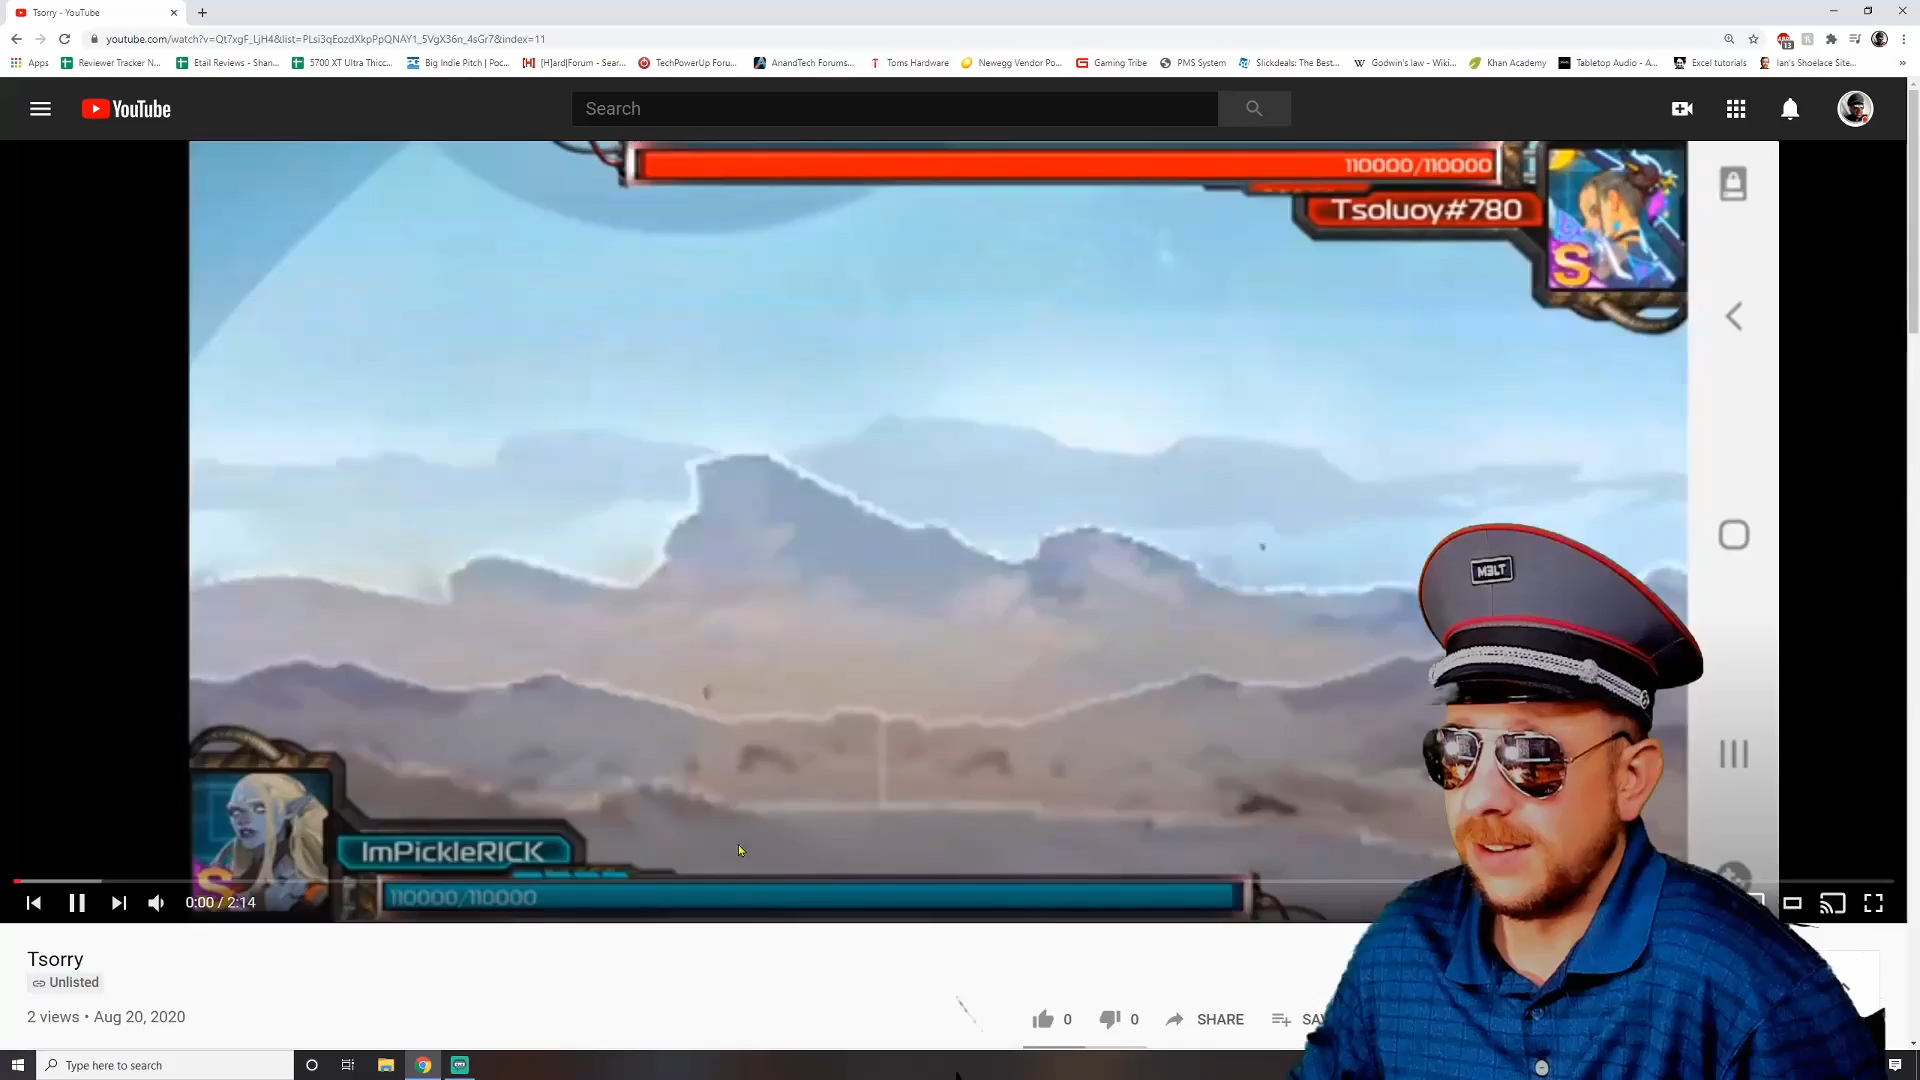 Tsorry - YouTube
youtube.com/watch?v=Qt7xgF_LjH4&list=PLsi3qEozdXkpPpQNAY1_5VgX36n_4sGr7&index=11
13
Apps Reviewer Tracker N... Etail Reviews - Shan... 5700 XT Ultra Thicc... Big Indie Pitch | Poc... [H]ard|Forum - Sear... TechPowerUp Foru... AnandTech Forums... Toms Hardware Newegg Vendor Po... Gaming Tribe PMS System Slickdeals: The Best... Godwin's law - Wiki... Khan Academy Tabletop Audio - A... Excel tutorials Ian's Shoelace Site... »
YouTube
Search
110000/110000
Tsoluoy#780
S
M3LT
ImPickleRICK
S
110000/110000
0:00 / 2:14
Tsorry
Unlisted
2 views • Aug 20, 2020
0 0 SHARE
Type here to search